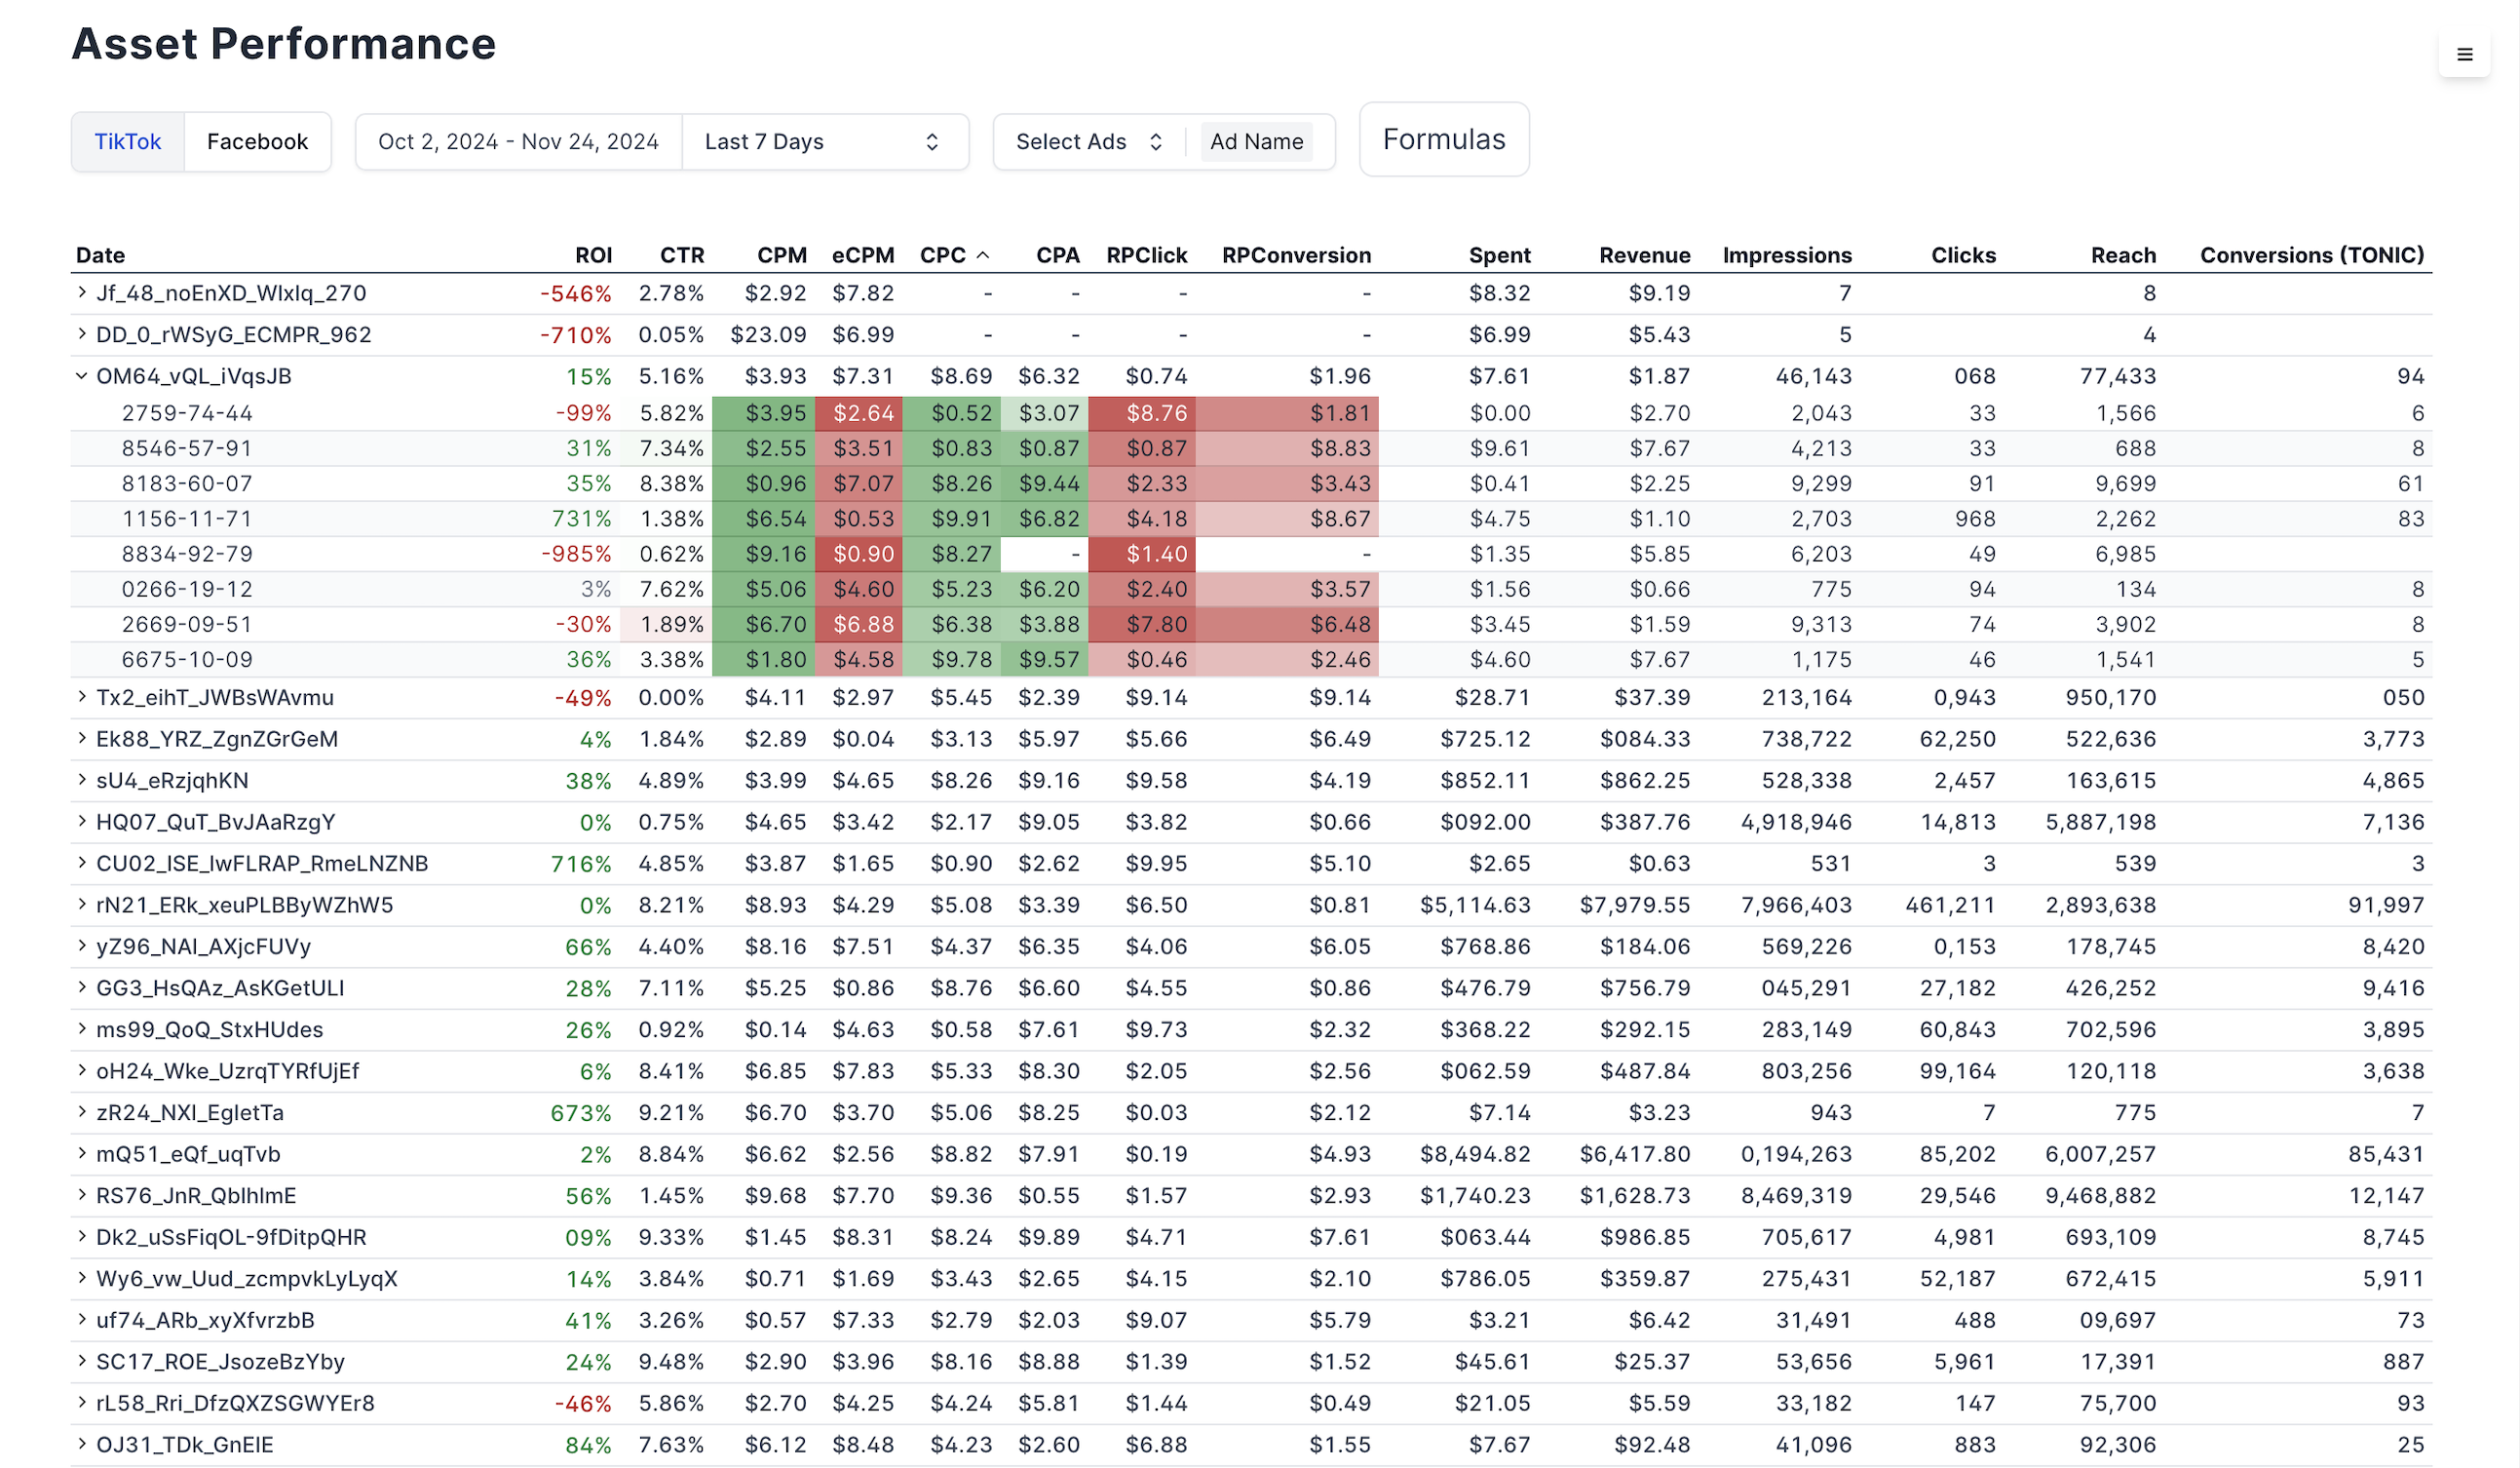 Asset Performance
TikTok Facebook Oct 2, 2024 - Nov 24, 2024 Last 7 Days Select Ads Ad Name Formulas
Date ROI CTR CPM eCPM CPC CPA RPClick RPConversion Spent Revenue Impressions Clicks Reach Conversions (TONIC)
Jf_48_noEnXD_WIxIq_270 -546% 2.78% $2.92 $7.82 - - - - $8.32 $9.19 7 8
DD_0_rWSyG_ECMPR_962 -710% 0.05% $23.09 $6.99 - - - - $6.99 $5.43 5 4
OM64_vQL_iVqsJB 15% 5.16% $3.93 $7.31 $8.69 $6.32 $0.74 $1.96 $7.61 $1.87 46,143 068 77,433 94
2759-74-44 -99% 5.82% $3.95 $2.64 $0.52 $3.07 $8.76 $1.81 $0.00 $2.70 2,043 33 1,566 6
8546-57-91 31% 7.34% $2.55 $3.51 $0.83 $0.87 $0.87 $8.83 $9.61 $7.67 4,213 33 688 8
8183-60-07 35% 8.38% $0.96 $7.07 $8.26 $9.44 $2.33 $3.43 $0.41 $2.25 9,299 91 9,699 61
1156-11-71 731% 1.38% $6.54 $0.53 $9.91 $6.82 $4.18 $8.67 $4.75 $1.10 2,703 968 2,262 83
8834-92-79 -985% 0.62% $9.16 $0.90 $8.27 - $1.40 - $1.35 $5.85 6,203 49 6,985
0266-19-12 3% 7.62% $5.06 $4.60 $5.23 $6.20 $2.40 $3.57 $1.56 $0.66 775 94 134 8
2669-09-51 -30% 1.89% $6.70 $6.88 $6.38 $3.88 $7.80 $6.48 $3.45 $1.59 9,313 74 3,902 8
6675-10-09 36% 3.38% $1.80 $4.58 $9.78 $9.57 $0.46 $2.46 $4.60 $7.67 1,175 46 1,541 5
Tx2_eihT_JWBsWAvmu -49% 0.00% $4.11 $2.97 $5.45 $2.39 $9.14 $9.14 $28.71 $37.39 213,164 0,943 950,170 050
Ek88_YRZ_ZgnZGrGeM 4% 1.84% $2.89 $0.04 $3.13 $5.97 $5.66 $6.49 $725.12 $084.33 738,722 62,250 522,636 3,773
sU4_eRzjqhKN 38% 4.89% $3.99 $4.65 $8.26 $9.16 $9.58 $4.19 $852.11 $862.25 528,338 2,457 163,615 4,865
HQ07_QuT_BvJAaRzgY 0% 0.75% $4.65 $3.42 $2.17 $9.05 $3.82 $0.66 $092.00 $387.76 4,918,946 14,813 5,887,198 7,136
CU02_ISE_IwFLRAP_RmeLNZNB 716% 4.85% $3.87 $1.65 $0.90 $2.62 $9.95 $5.10 $2.65 $0.63 531 3 539 3
rN21_ERk_xeuPLBByWZhW5 0% 8.21% $8.93 $4.29 $5.08 $3.39 $6.50 $0.81 $5,114.63 $7,979.55 7,966,403 461,211 2,893,638 91,997
yZ96_NAI_AXjcFUVy 66% 4.40% $8.16 $7.51 $4.37 $6.35 $4.06 $6.05 $768.86 $184.06 569,226 0,153 178,745 8,420
GG3_HsQAz_AsKGetULI 28% 7.11% $5.25 $0.86 $8.76 $6.60 $4.55 $0.86 $476.79 $756.79 045,291 27,182 426,252 9,416
ms99_QoQ_StxHUdes 26% 0.92% $0.14 $4.63 $0.58 $7.61 $9.73 $2.32 $368.22 $292.15 283,149 60,843 702,596 3,895
oH24_Wke_UzrqTYRfUjEf 6% 8.41% $6.85 $7.83 $5.33 $8.30 $2.05 $2.56 $062.59 $487.84 803,256 99,164 120,118 3,638
zR24_NXI_EgIetTa 673% 9.21% $6.70 $3.70 $5.06 $8.25 $0.03 $2.12 $7.14 $3.23 943 7 775 7
mQ51_eQf_uqTvb 2% 8.84% $6.62 $2.56 $8.82 $7.91 $0.19 $4.93 $8,494.82 $6,417.80 0,194,263 85,202 6,007,257 85,431
RS76_JnR_QblhlmE 56% 1.45% $9.68 $7.70 $9.36 $0.55 $1.57 $2.93 $1,740.23 $1,628.73 8,469,319 29,546 9,468,882 12,147
Dk2_uSsFiqOL-9fDitpQHR 09% 9.33% $1.45 $8.31 $8.24 $9.89 $4.71 $7.61 $063.44 $986.85 705,617 4,981 693,109 8,745
Wy6_vw_Uud_zcmpvkLyLyqX 14% 3.84% $0.71 $1.69 $3.43 $2.65 $4.15 $2.10 $786.05 $359.87 275,431 52,187 672,415 5,911
uf74_ARb_xyXfvrzbB 41% 3.26% $0.57 $7.33 $2.79 $2.03 $9.07 $5.79 $3.21 $6.42 31,491 488 09,697 73
SC17_ROE_JsozeBzYby 24% 9.48% $2.90 $3.96 $8.16 $8.88 $1.39 $1.52 $45.61 $25.37 53,656 5,961 17,391 887
rL58_Rri_DfzQXZSGWYEr8 -46% 5.86% $2.70 $4.25 $4.24 $5.81 $1.44 $0.49 $21.05 $5.59 33,182 147 75,700 93
OJ31_TDk_GnEIE 84% 7.63% $6.12 $8.48 $4.23 $2.60 $6.88 $1.55 $7.67 $92.48 41,096 883 92,306 25